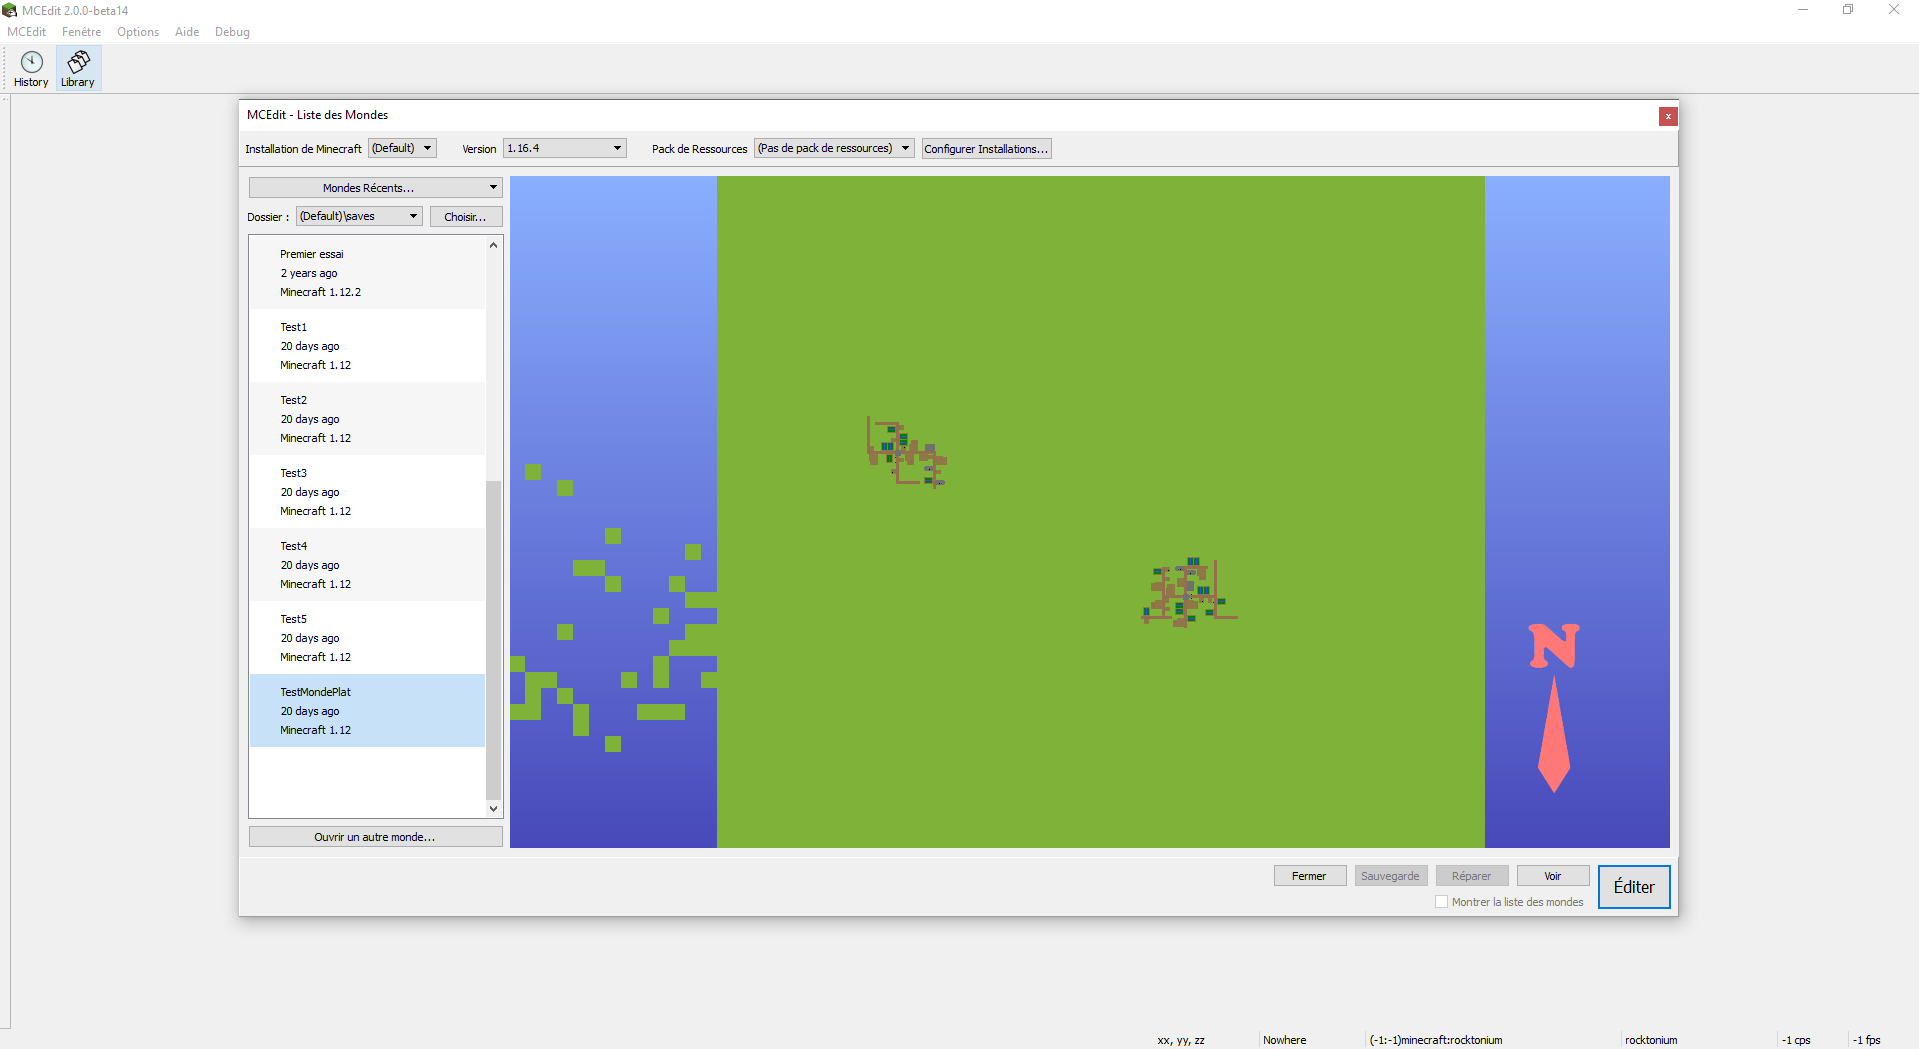 MCEdit 2.0.0-beta14
MCEdit Fenêtre Options Aide Debug
History Library
MCEdit - Liste des Mondes
Installation de Minecraft (Default) Version 1.16.4 Pack de Ressources (Pas de pack de ressources) Configurer Installations...
Mondes Récents...
Dossier : (Default)\saves Choisir...
Premier essai
2 years ago
Minecraft 1.12.2
Test1
20 days ago
Minecraft 1.12
Test2
20 days ago
Minecraft 1.12
Test3
20 days ago
Minecraft 1.12
Test4
20 days ago
Minecraft 1.12
Test5
20 days ago
Minecraft 1.12
TestMondePlat
20 days ago
Minecraft 1.12
Ouvrir un autre monde...
N
Fermer Sauvegarde Réparer Voir Éditer
Montrer la liste des mondes
xx, yy, zz Nowhere (-1:-1)minecraft:rocktonium rocktonium -1 cps -1 fps